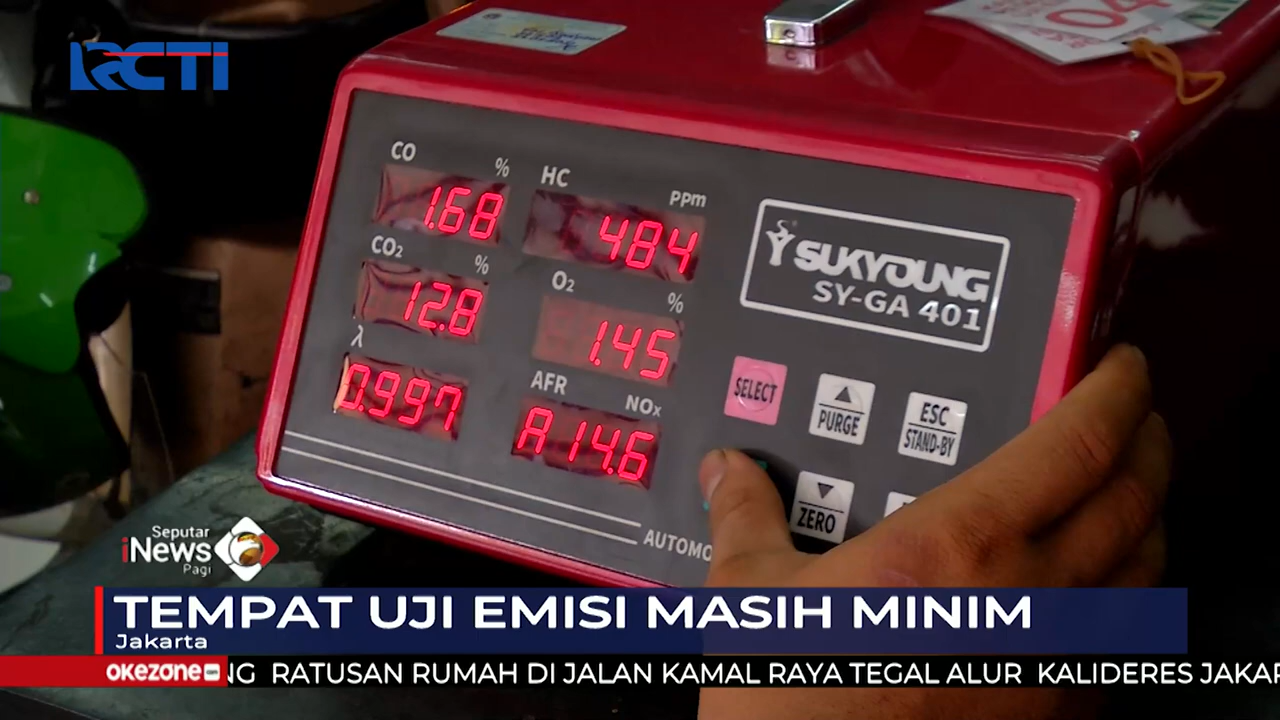 RCTI
CO % HC PPm
1.68 484
CO₂ % O₂ %
12.8 1.45
λ AFR NOx
0.997 A14.6
SUKYOUNG
SY-GA 401
SELECT
▲ PURGE
ESC
STAND-BY
▼ ZERO
AUTOMO
04
Seputar
iNews
Pagi
TEMPAT UJI EMISI MASIH MINIM
Jakarta
okezone NG RATUSAN RUMAH DI JALAN KAMAL RAYA TEGAL ALUR KALIDERES JAKAR